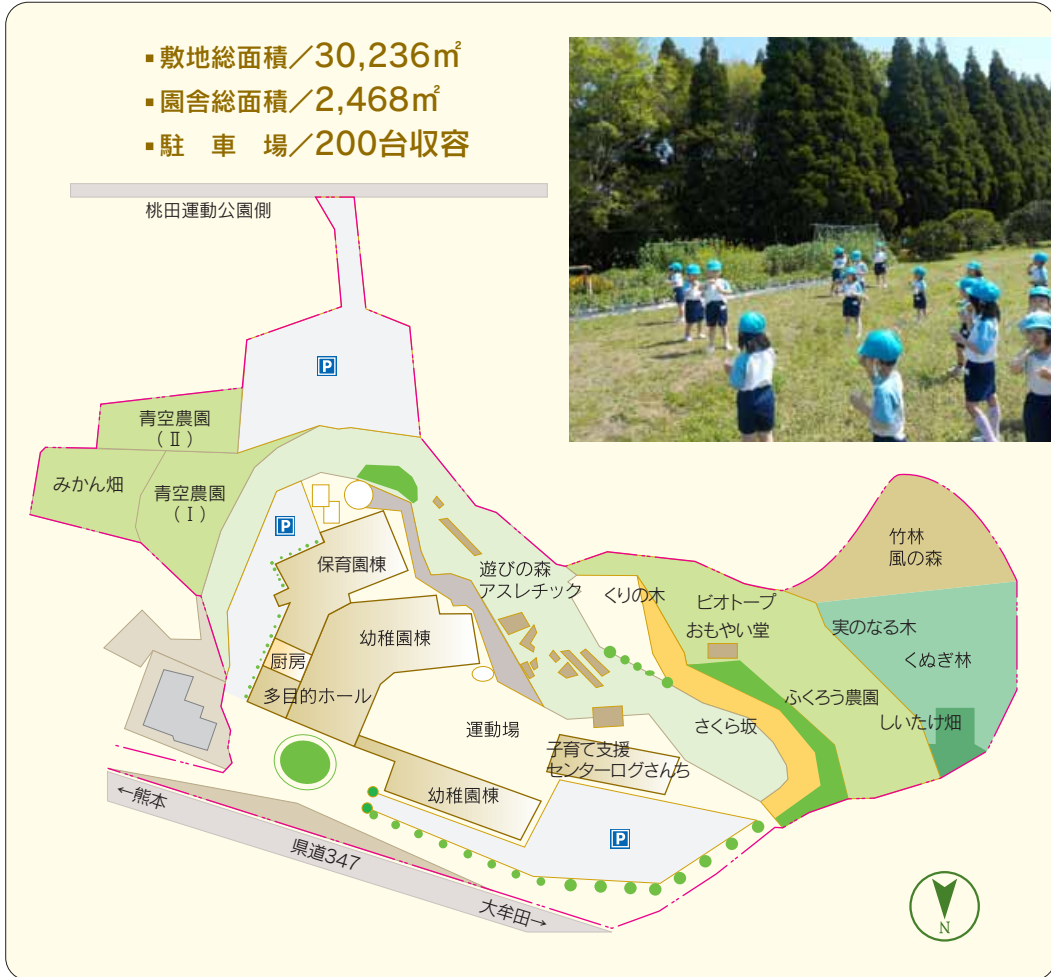 ▪敷地総面積／30,236㎡
▪園舎総面積／2,468㎡
▪駐　車　場／200台収容
桃田運動公園側
P
青空農園
（Ⅱ）
みかん畑
青空農園
（Ⅰ）
P
保育園棟
遊びの森
アスレチック
くりの木
竹林
風の森
ビオトープ
おもやい堂
実のなる木
くぬぎ林
幼稚園棟
厨房
多目的ホール
ふくろう農園
しいたけ畑
さくら坂
運動場
子育て支援
センターログさんち
幼稚園棟
P
←熊本
県道347
大牟田→
N